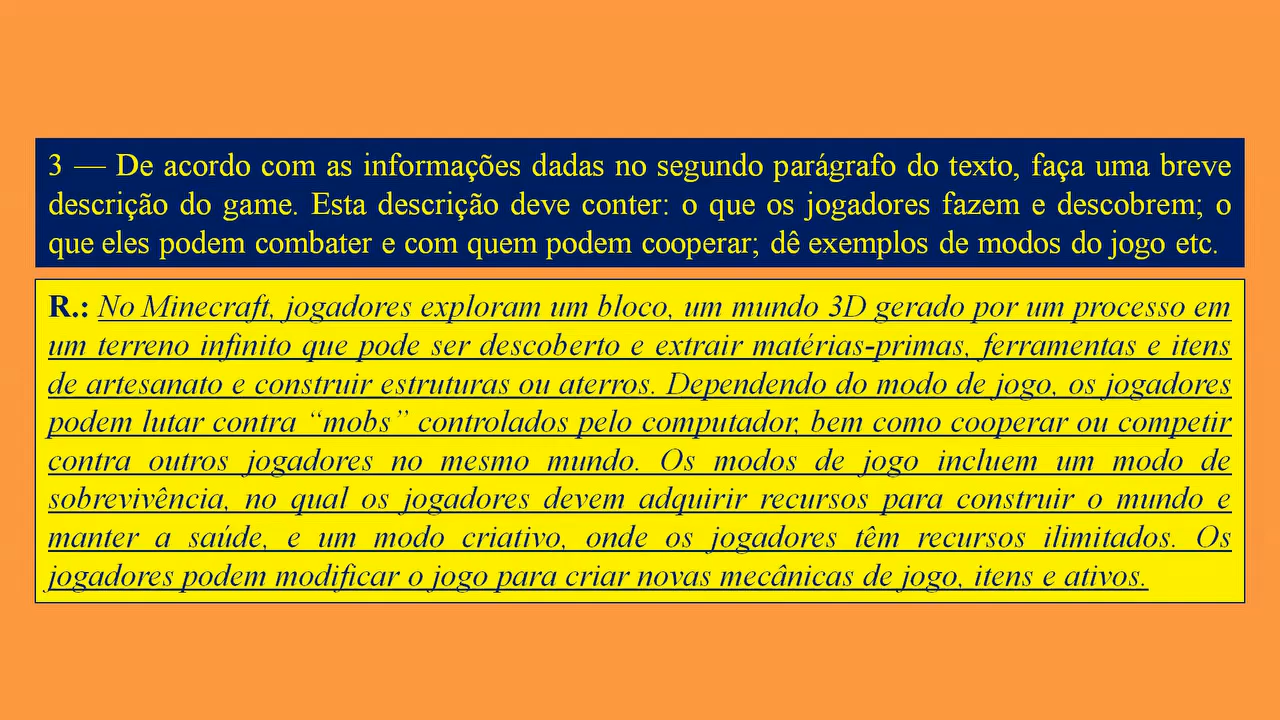 3 — De acordo com as informações dadas no segundo parágrafo do texto, faça uma breve
descrição do game. Esta descrição deve conter: o que os jogadores fazem e descobrem; o
que eles podem combater e com quem podem cooperar; dê exemplos de modos do jogo etc.
R.: No Minecraft, jogadores exploram um bloco, um mundo 3D gerado por um processo em
um terreno infinito que pode ser descoberto e extrair matérias-primas, ferramentas e itens
de artesanato e construir estruturas ou aterros. Dependendo do modo de jogo, os jogadores
podem lutar contra “mobs” controlados pelo computador, bem como cooperar ou competir
contra outros jogadores no mesmo mundo. Os modos de jogo incluem um modo de
sobrevivência, no qual os jogadores devem adquirir recursos para construir o mundo e
manter a saúde, e um modo criativo, onde os jogadores têm recursos ilimitados. Os
jogadores podem modificar o jogo para criar novas mecânicas de jogo, itens e ativos.